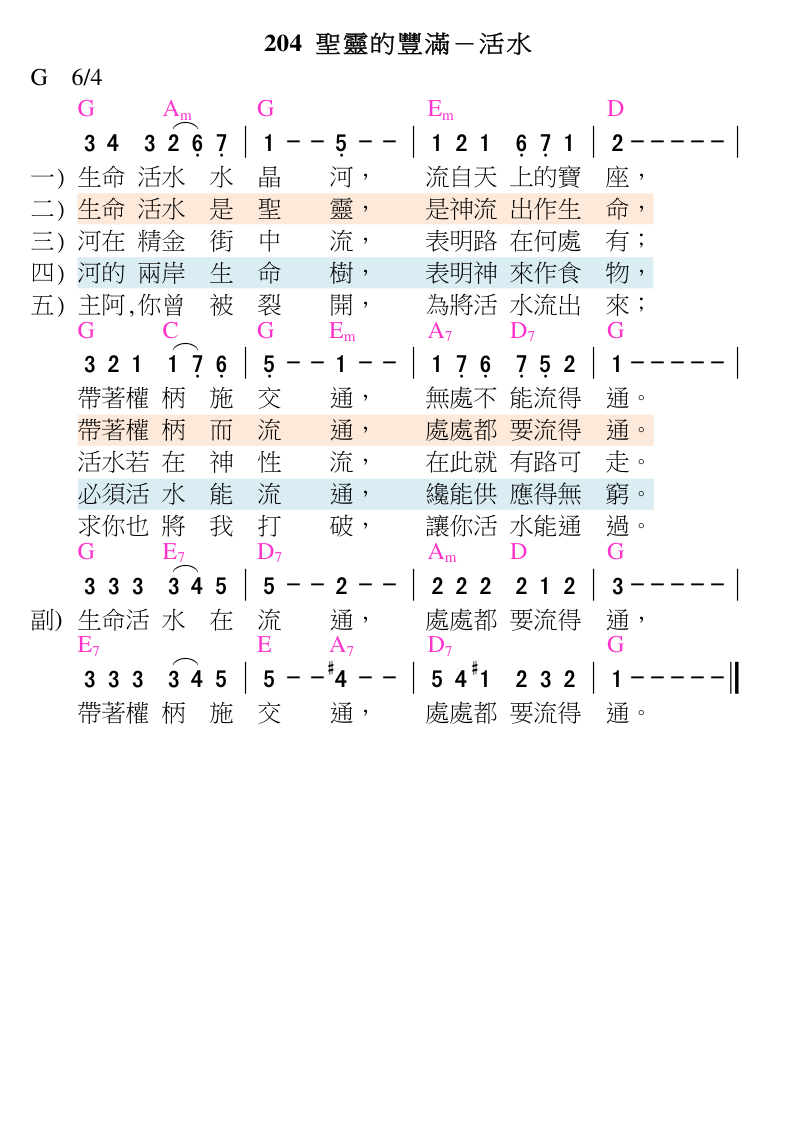 204 聖靈的豐滿－活水
G 6/4
G Am G Em D
3 4 3 2 6̣ 7̣ | 1 － － 5̣ － － | 1 2 1 6̣ 7̣ 1 | 2－－－－－ |
一) 生命 活水 水 晶 河， 流自天 上的寶 座，
二) 生命 活水 是 聖 靈， 是神流 出作生 命，
三) 河在 精金 街 中 流， 表明路 在何處 有；
四) 河的 兩岸 生 命 樹， 表明神 來作食 物，
五) 主阿,你曾 被 裂 開， 為將活 水流出 來；
G C G Em A7 D7 G
3 2 1 1 7̣ 6̣ | 5̣ － － 1 － － | 1 7̣ 6̣ 7̣ 5̣ 2 | 1－－－－－ |
帶著權 柄 施 交 通， 無處不 能流得 通。
帶著權 柄 而 流 通， 處處都 要流得 通。
活水若 在 神 性 流， 在此就 有路可 走。
必須活 水 能 流 通， 纔能供 應得無 窮。
求你也 將 我 打 破， 讓你活 水能通 過。
G E7 D7 Am D G
3 3 3 3 4 5 | 5 － － 2 － － | 2 2 2 2 1 2 | 3－－－－－ |
副) 生命活 水 在 流 通， 處處都 要流得 通，
E7 E A7 D7 G
3 3 3 3 4 5 | 5 － －♯4 － － | 5 4♯1 2 3 2 | 1－－－－－ ‖
帶著權 柄 施 交 通， 處處都 要流得 通。